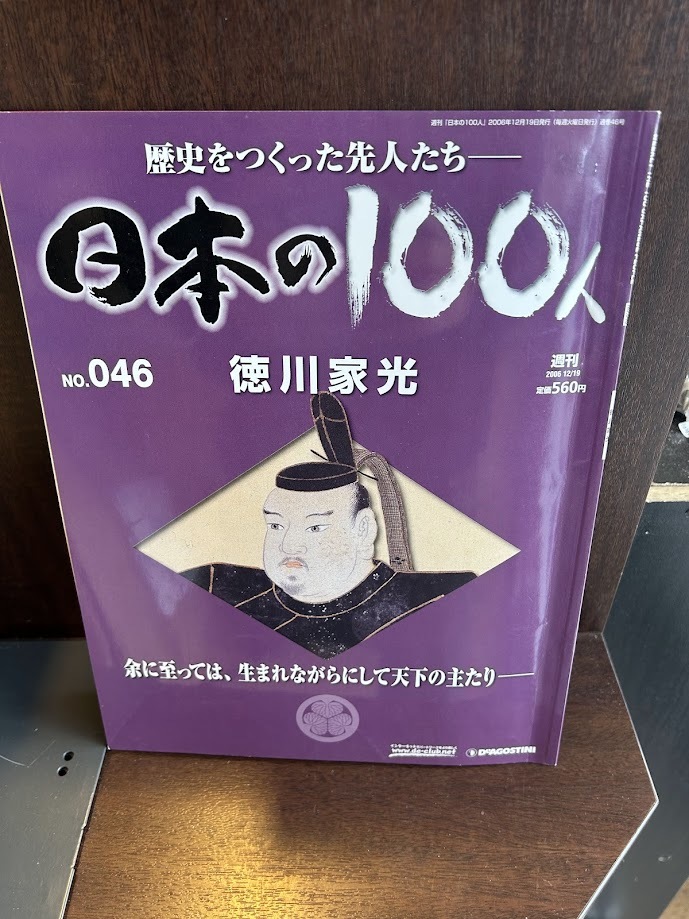 週刊「日本の100人」 2006年12月19日発行（毎週火曜日発行）通巻46号
歴史をつくった先人たち──
日本の100人
NO.046
徳川家光
週刊
2006 12/19
定価560円
余に至っては、生まれながらにして天下の主たり──
www.de-club.net
DeAGOSTINI